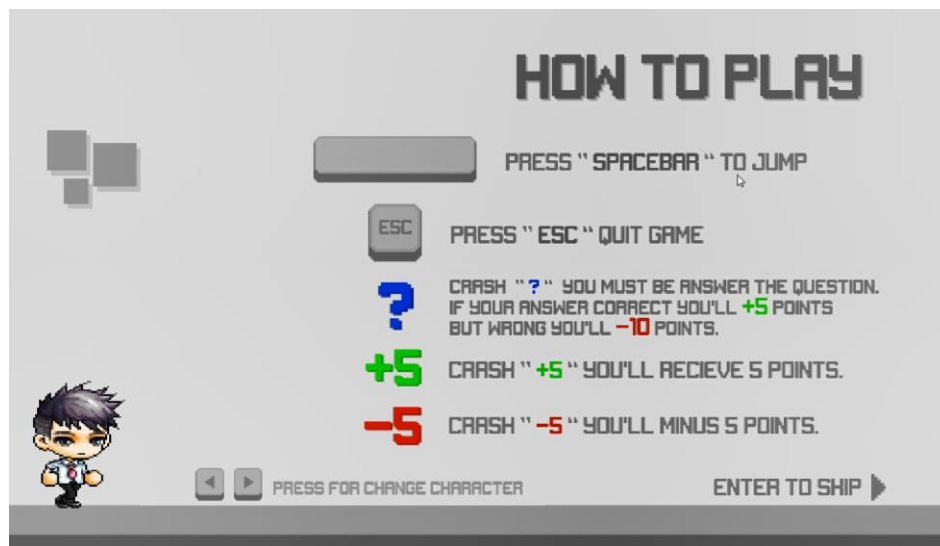 HOW TO PLAY
PRESS " SPACEBAR " TO JUMP
ESC
PRESS " ESC " QUIT GAME
?
CRASH " ? " YOU MUST BE ANSWER THE QUESTION.
IF YOUR ANSWER CORRECT YOU'LL +5 POINTS
BUT WRONG YOU'LL -10 POINTS.
+5
CRASH " +5 " YOU'LL RECIEVE 5 POINTS.
-5
CRASH " -5 " YOU'LL MINUS 5 POINTS.
PRESS FOR CHANGE CHARACTER
ENTER TO SHIP